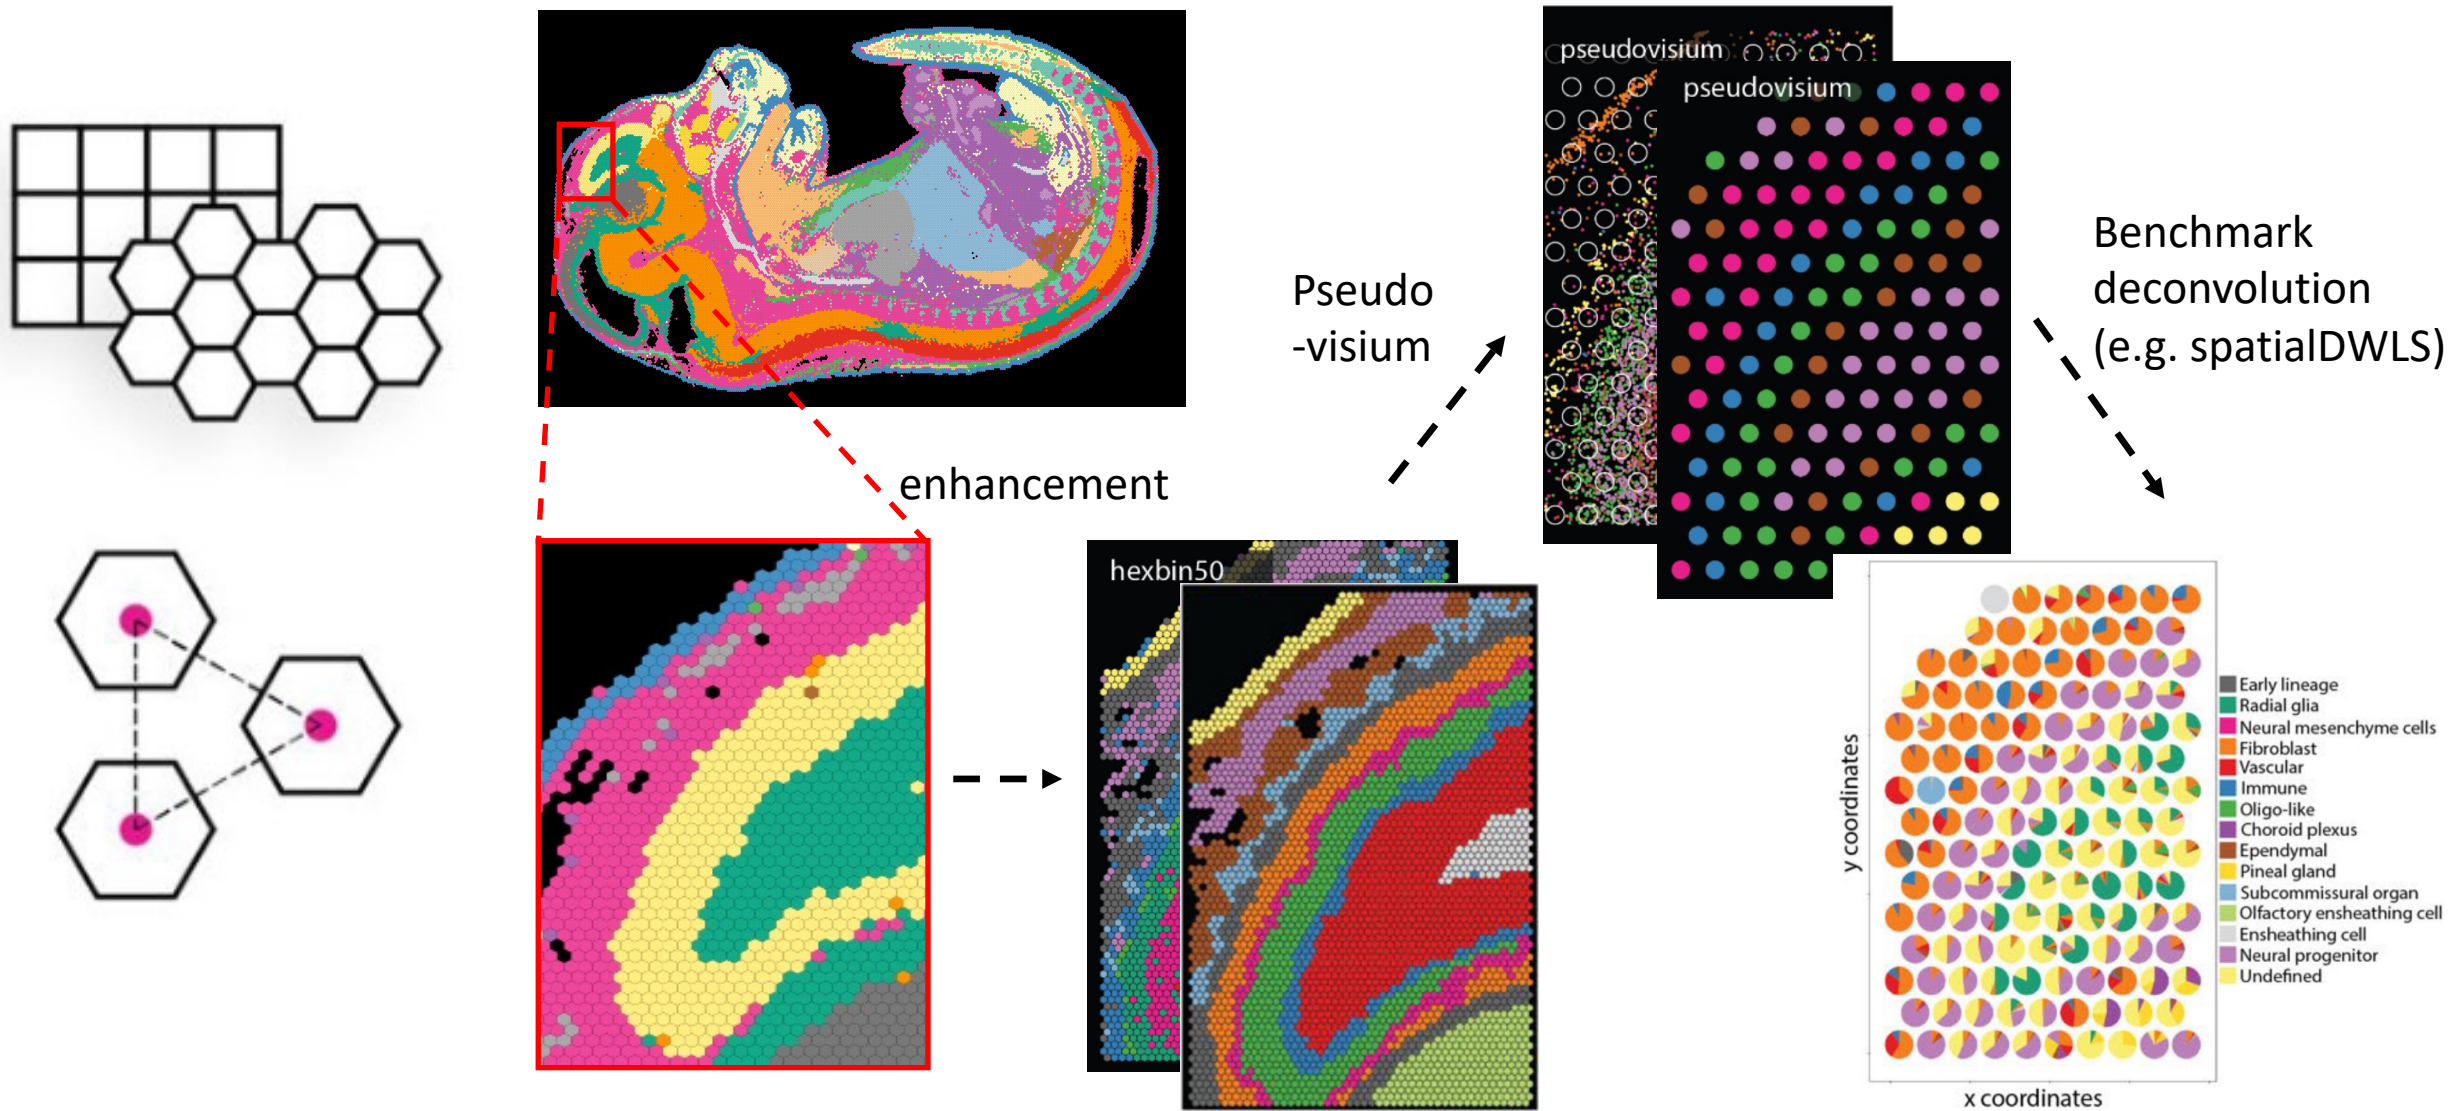 pseudovisium
pseudovisium
Benchmark
deconvolution
(e.g. spatialDWLS)
Pseudo
-visium
enhancement
hexbin50
Early lineage
Radial glia
Neural mesenchyme cells
Fibroblast
Vascular
Immune
Oligo-like
Choroid plexus
Ependymal
Pineal gland
Subcommissural organ
Olfactory ensheathing cell
Ensheathing cell
Neural progenitor
Undefined
y coordinates
x coordinates